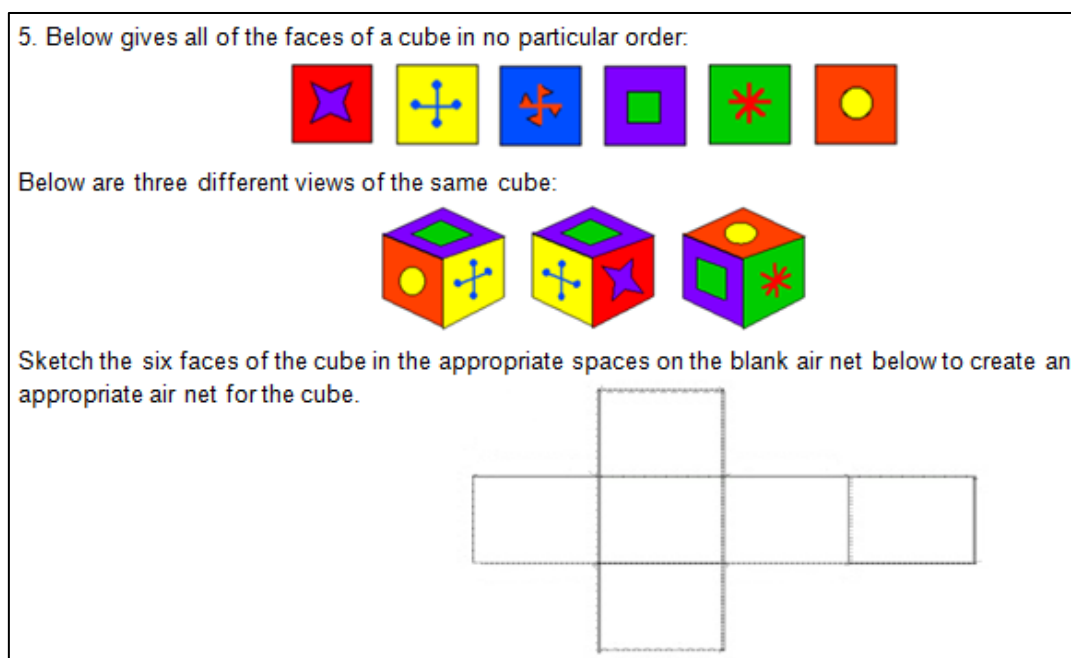 5. Below gives all of the faces of a cube in no particular order:
Below are three different views of the same cube:
Sketch the six faces of the cube in the appropriate spaces on the blank air net below to create an
appropriate air net for the cube.